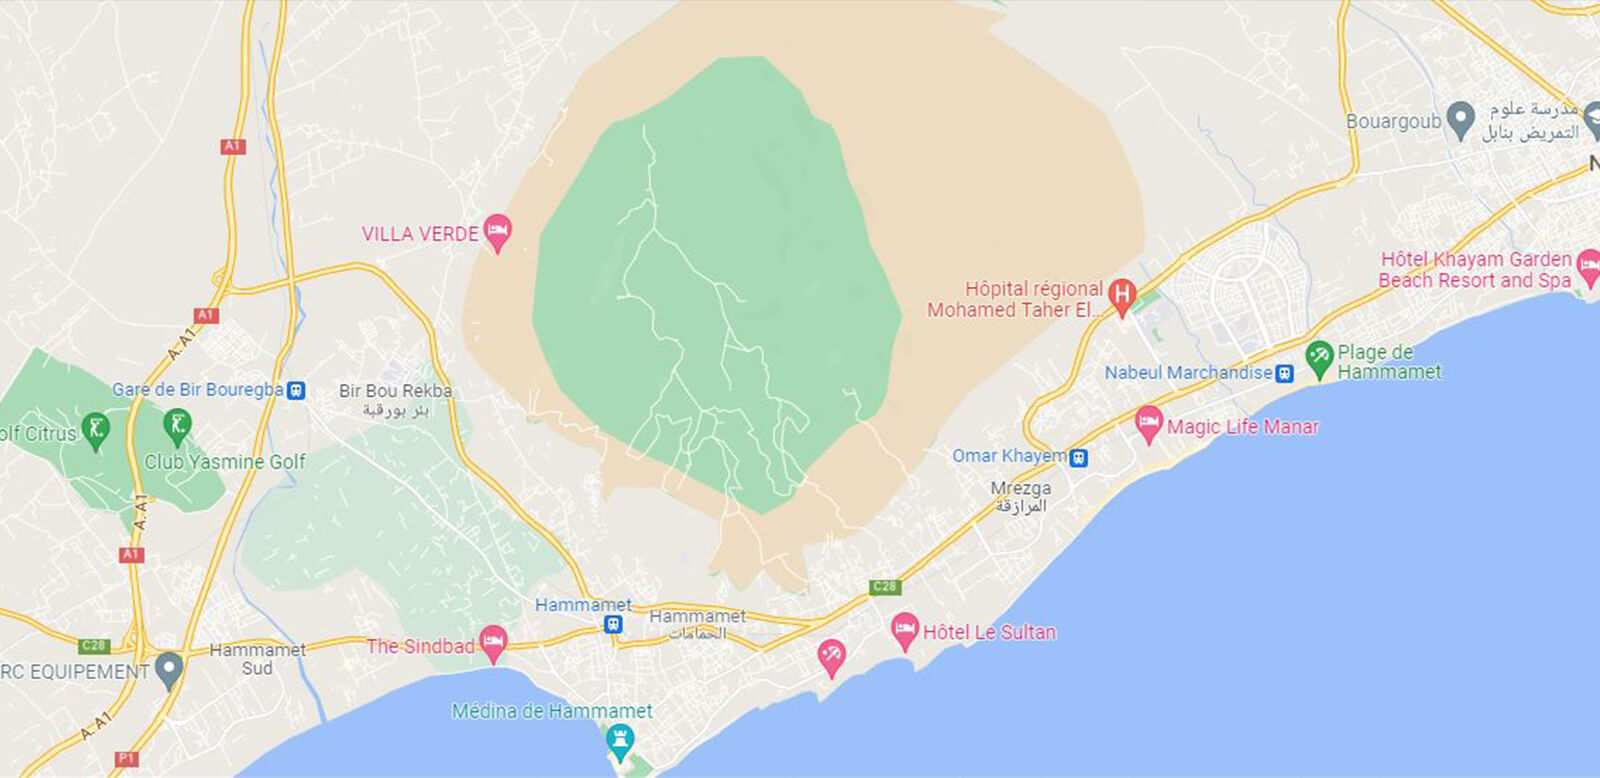 Bouargoub
مدرسة علوم
التمريض بنابل
A1
N
VILLA VERDE
Hôtel Khayam Garden
Beach Resort and Spa
Hôpital régional
Mohamed Taher El...
H
A1
A. A1
Plage de
Hammamet
Nabeul Marchandise
Gare de Bir Bouregba
Bir Bou Rekba
بئر بورقبة
olf Citrus
Magic Life Manar
Club Yasmine Golf
Omar Khayem
Mrezga
المرازقة
A. A1
A1
C28
Hammamet
Hammamet
الحمامات
Hôtel Le Sultan
C28
The Sindbad
Hammamet
Sud
RC EQUIPEMENT
Médina de Hammamet
A. A1
P1